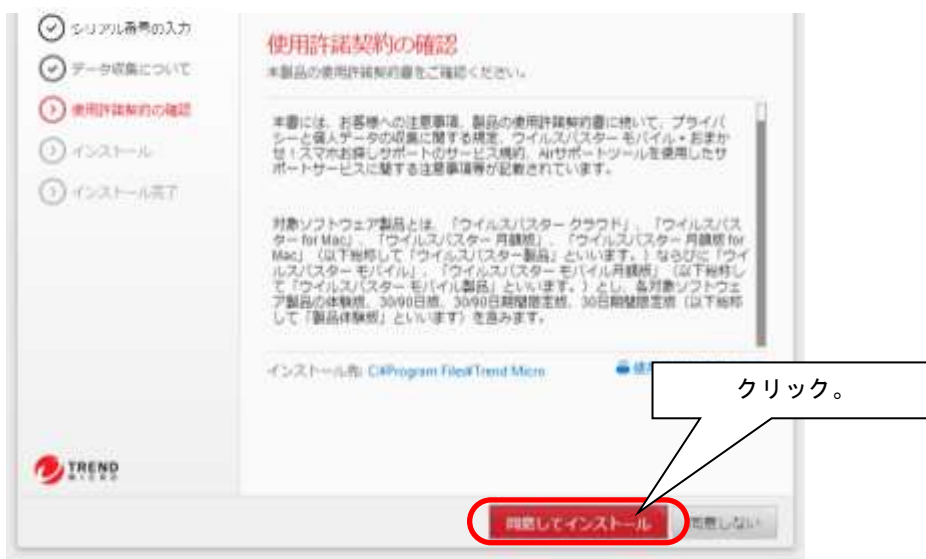 シリアル番号の入力
データ収集について
使用許諾契約の確認
インストール
インストール完了
使用許諾契約の確認
本製品の使用許諾契約書をご確認ください。
本書には、お客様への注意事項、製品の使用許諾契約書に続いて、プライバ
シーと個人データの収集に関する規定、ウイルスバスター モバイル・おまか
せ！スマホお探しサポートのサービス規約、Airサポートツールを使用したサ
ポートサービスに関する注意事項等が記載されています。
対象ソフトウェア製品とは、「ウイルスバスター クラウド」、「ウイルスバス
ター for Mac」、「ウイルスバスター 月額版」、「ウイルスバスター 月額版 for
Mac」（以下総称して「ウイルスバスター製品」といいます。）ならびに「ウイ
ルスバスター モバイル」、「ウイルスバスター モバイル月額版」（以下総称し
て「ウイルスバスター モバイル製品」といいます。）とし、各対象ソフトウェ
ア製品の体験版、30/90日版、30/90日期間限定版、30日期間限定版（以下総称
して「製品体験版」といいます）を含みます。
インストール先: C:¥Program Files¥Trend Micro
クリック。
TREND
MICRO
同意してインストール
同意しない